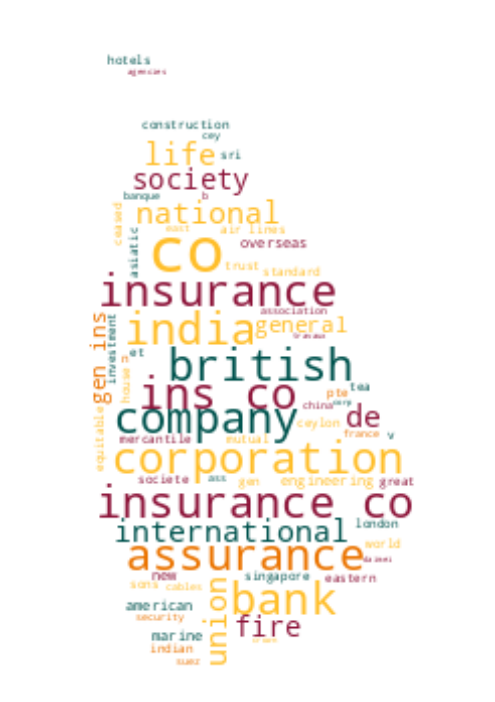 hotels
agencies
construction
cey
life sri
society
banque b
ceased national
east air lines
asiatic co overseas
trust standard
insurance
association
gen ins investment india general
et british
house n
ins co pte tea
china corp
equitable company ceylon de
mercantile mutual france v
corporation
societe ass gen engineering great
insurance co
international london
assurance world
dainei
new singapore eastern
sons cables
union bank
american
security fire
marine
indian
suez